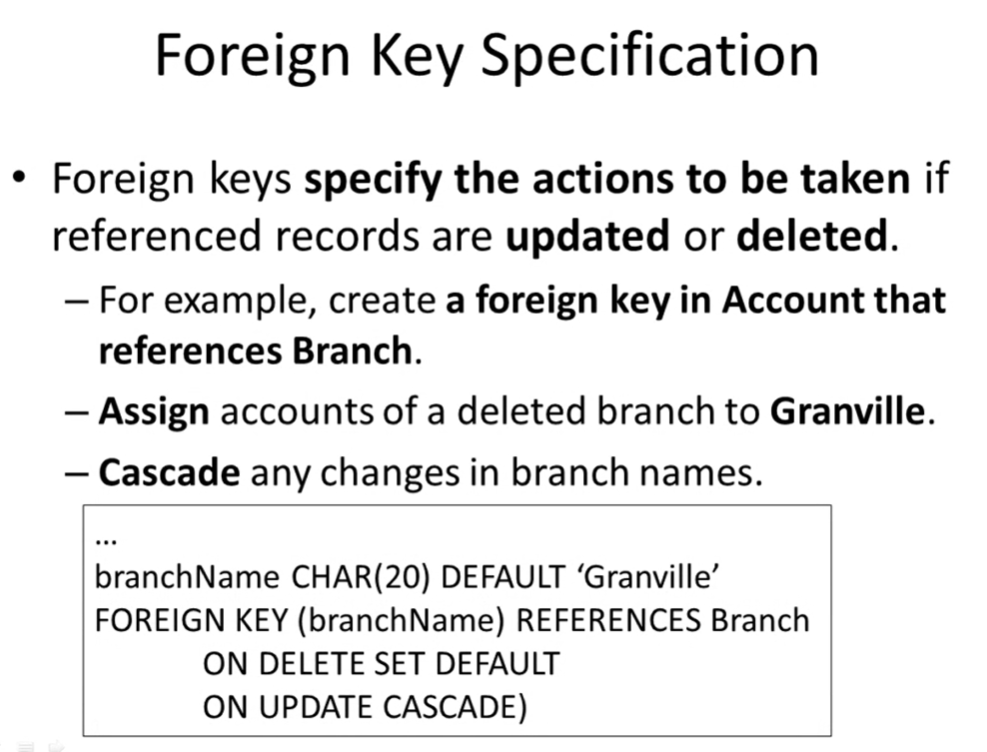 Foreign Key Specification
• Foreign keys specify the actions to be taken if
referenced records are updated or deleted.
– For example, create a foreign key in Account that
references Branch.
– Assign accounts of a deleted branch to Granville.
– Cascade any changes in branch names.
...
branchName CHAR(20) DEFAULT ‘Granville’
FOREIGN KEY (branchName) REFERENCES Branch
ON DELETE SET DEFAULT
ON UPDATE CASCADE)